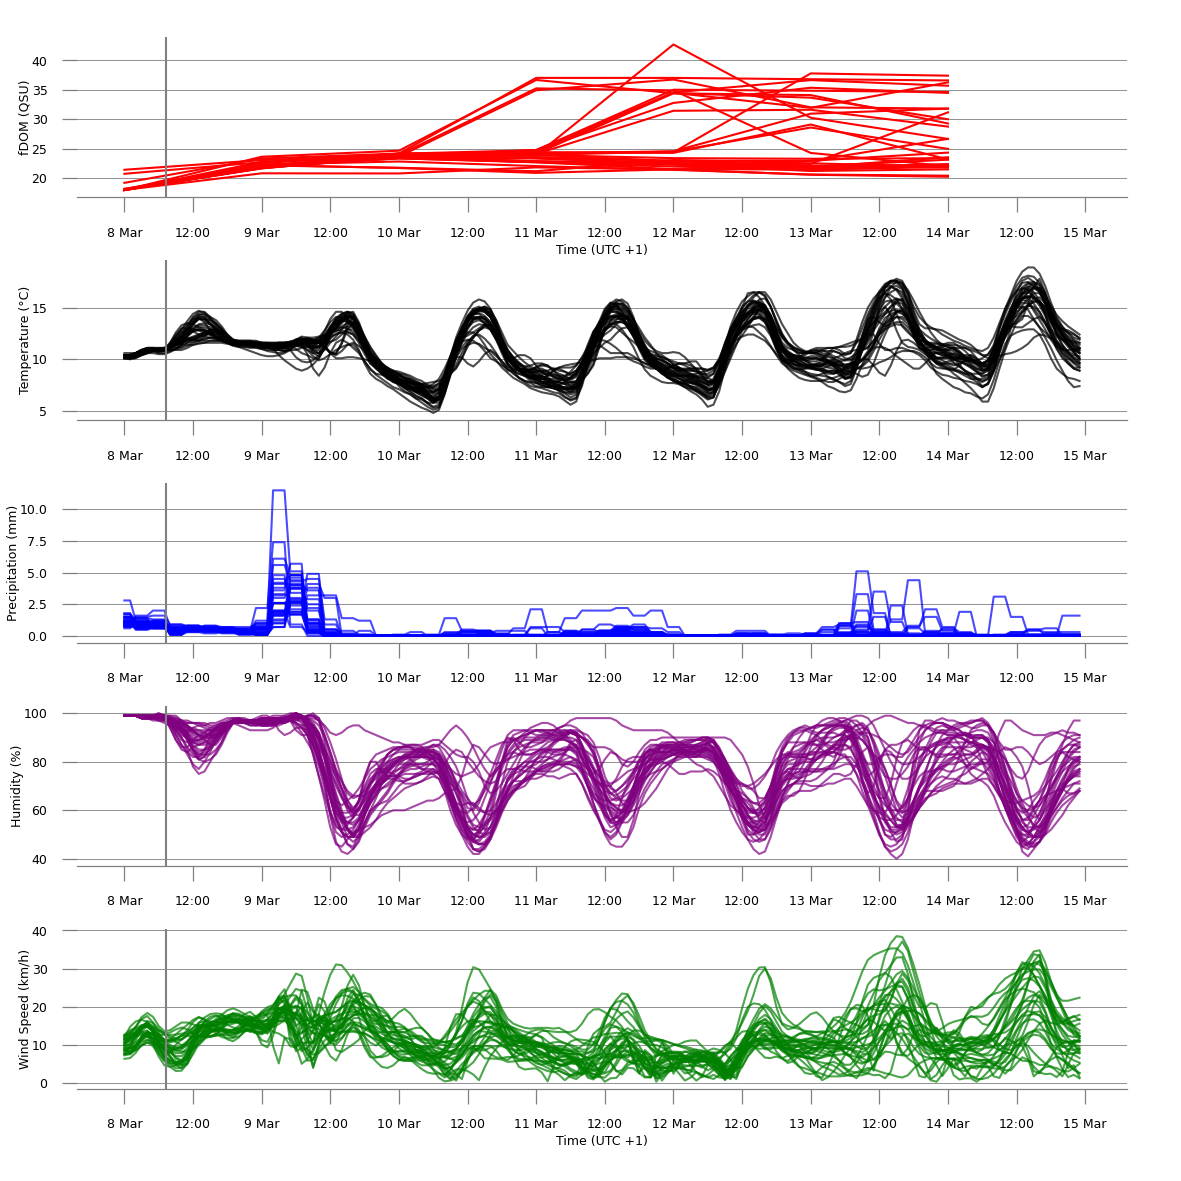 fDOM (QSU)
40
35
30
25
20
8 Mar 12:00 9 Mar 12:00 10 Mar 12:00 11 Mar 12:00 12 Mar 12:00 13 Mar 12:00 14 Mar 12:00 15 Mar
Time (UTC +1)
Temperature (°C)
15
10
5
8 Mar 12:00 9 Mar 12:00 10 Mar 12:00 11 Mar 12:00 12 Mar 12:00 13 Mar 12:00 14 Mar 12:00 15 Mar
Precipitation (mm)
10.0
7.5
5.0
2.5
0.0
8 Mar 12:00 9 Mar 12:00 10 Mar 12:00 11 Mar 12:00 12 Mar 12:00 13 Mar 12:00 14 Mar 12:00 15 Mar
Humidity (%)
100
80
60
40
8 Mar 12:00 9 Mar 12:00 10 Mar 12:00 11 Mar 12:00 12 Mar 12:00 13 Mar 12:00 14 Mar 12:00 15 Mar
Wind Speed (km/h)
40
30
20
10
0
8 Mar 12:00 9 Mar 12:00 10 Mar 12:00 11 Mar 12:00 12 Mar 12:00 13 Mar 12:00 14 Mar 12:00 15 Mar
Time (UTC +1)